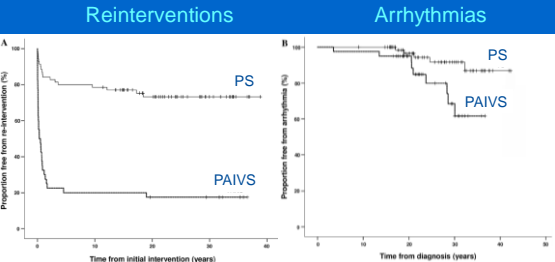 Reinterventions
Arrhythmias
A
Proportion free from re-intervention (%)
100
80
60
40
20
0
PS
PAIVS
0
10
20
30
40
Time from initial intervention (years)
B
Proportion free from arrhythmia (%)
100
80
60
40
20
0
PS
PAIVS
0
10
20
30
40
50
Time from diagnosis (years)